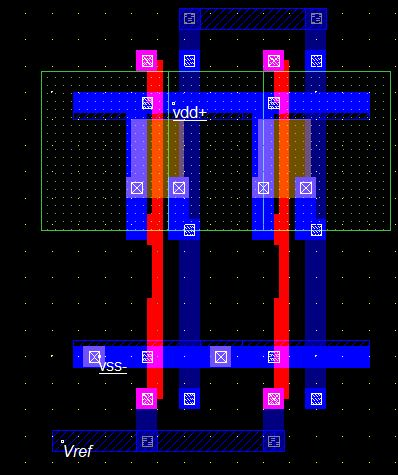 vdd+
vss-
Vref